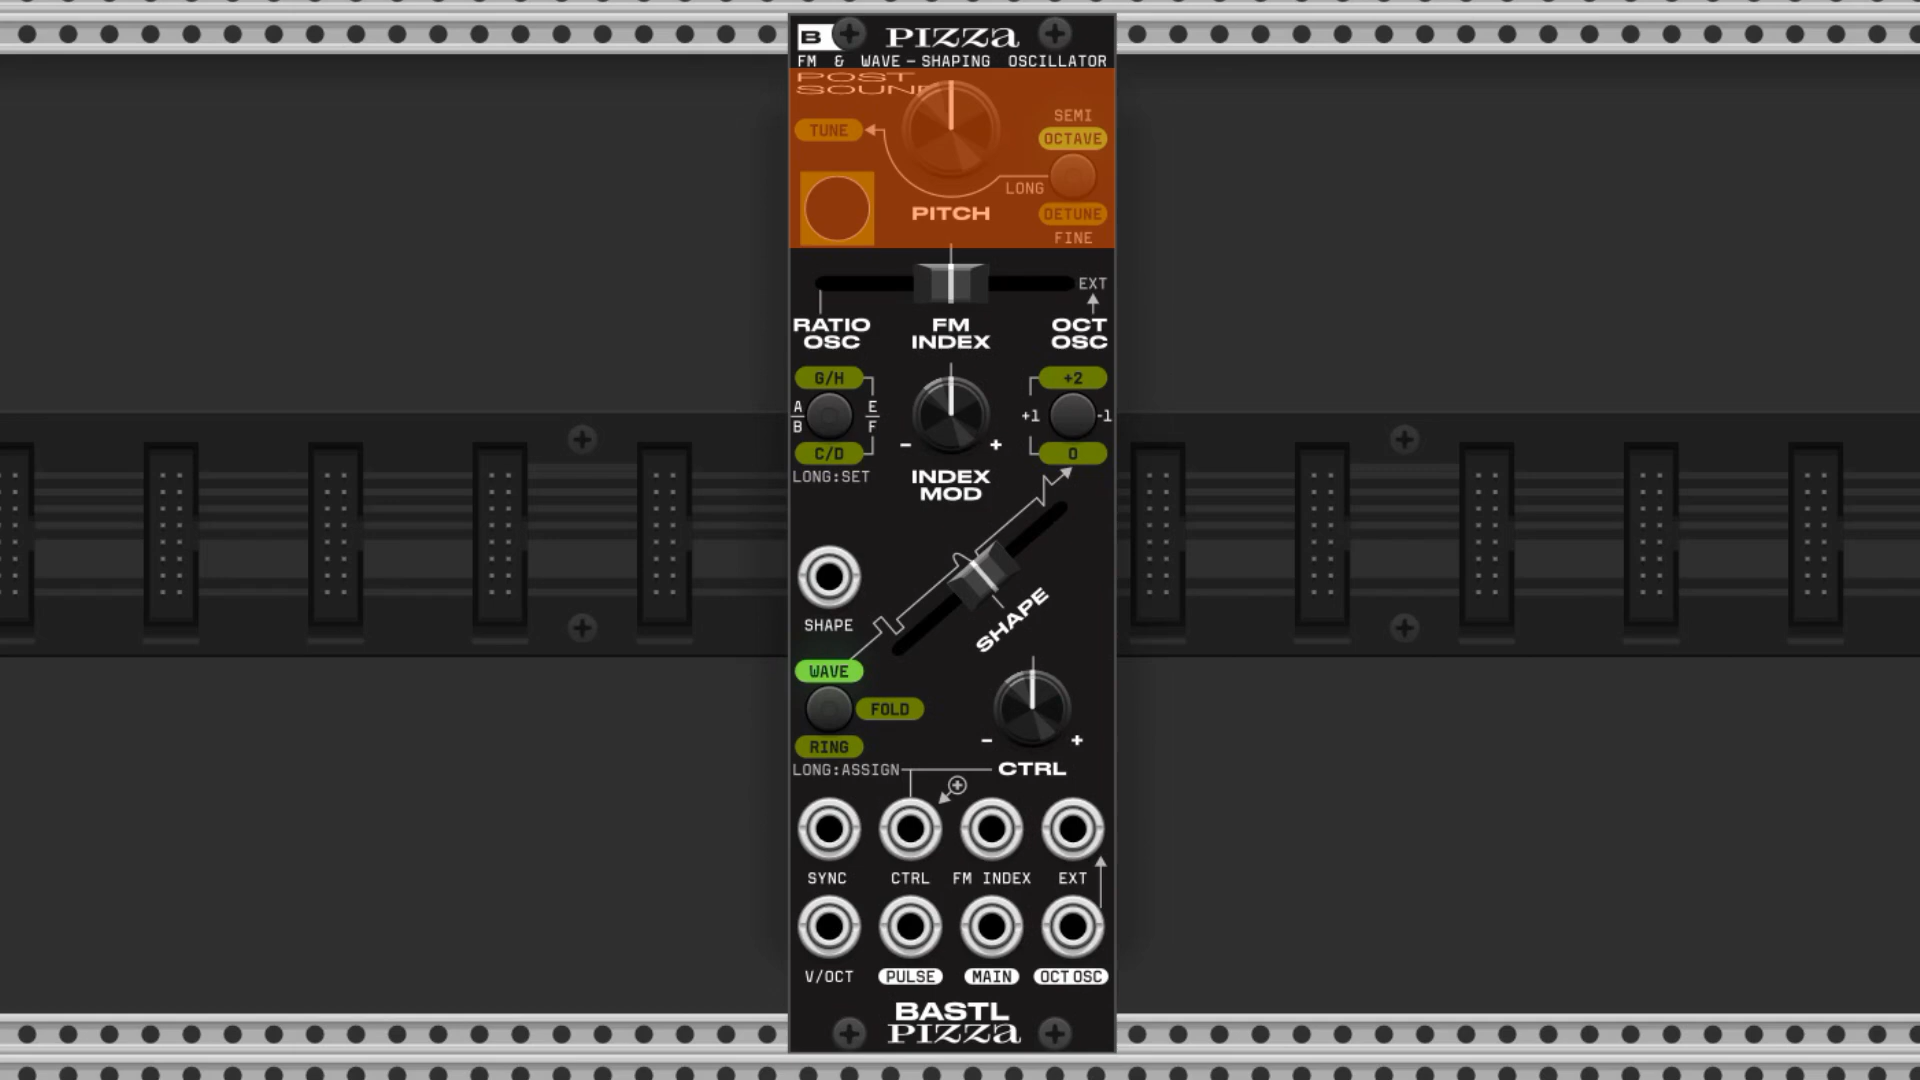 B PIZZa
FM & WAVE-SHAPING OSCILLATOR
POST
SOUND
TUNE
SEMI
OCTAVE
LONG
PITCH
DETUNE
FINE
EXT
RATIO OSC
FM INDEX
OCT OSC
G/H
+2
A
B
E
F
+1
-1
- +
C/D
0
LONG:SET
INDEX MOD
SHAPE
SHAPE
WAVE
FOLD
RING
- +
LONG:ASSIGN
CTRL
SYNC CTRL FM INDEX EXT
V/OCT PULSE MAIN OCT OSC
BASTL
PIZZa